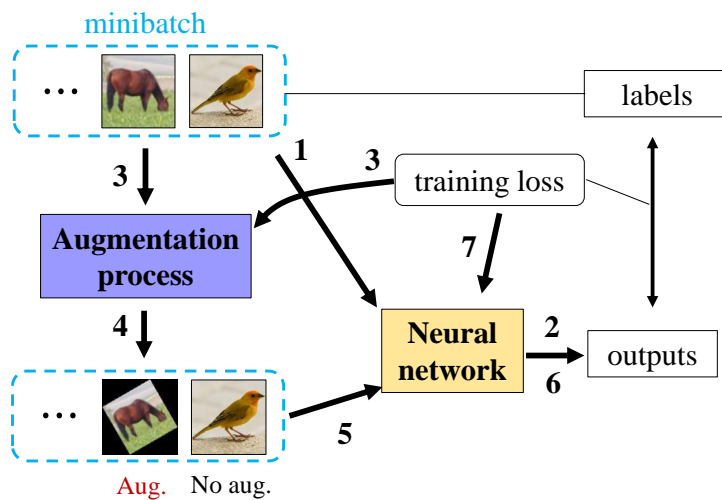 minibatch
...
labels
1
3
3
training loss
Augmentation
process
7
4
Neural
network
2
6
outputs
...
5
Aug.
No aug.